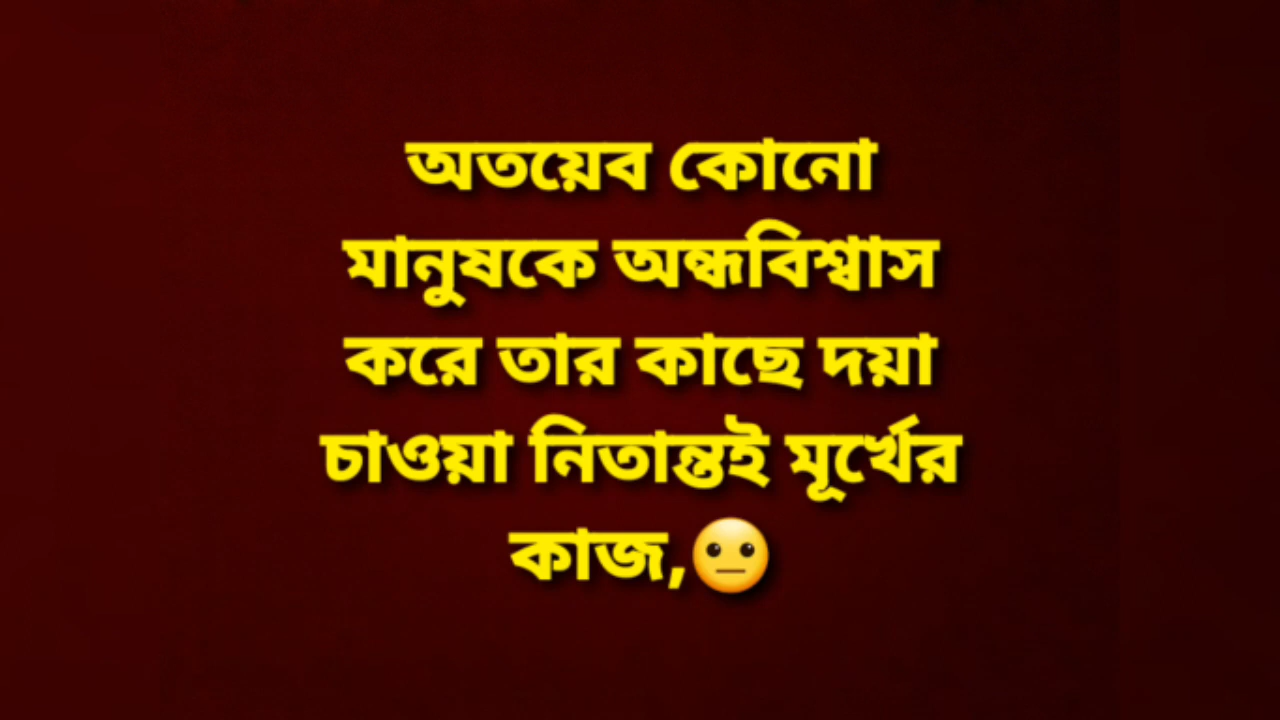 অতয়েব কোনো
মানুষকে অন্ধবিশ্বাস
করে তার কাছে দয়া
চাওয়া নিতান্তই মূর্খের
কাজ,😐